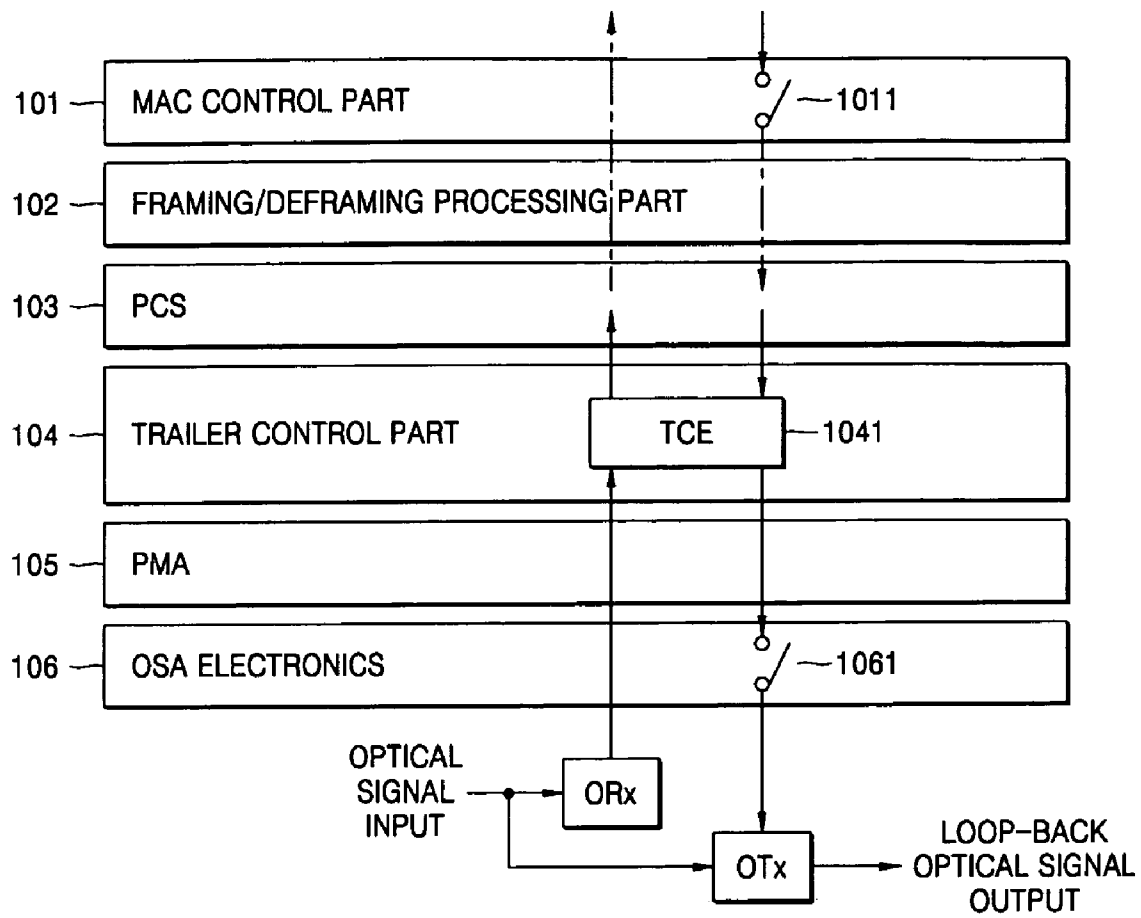 101
MAC CONTROL PART
1011
102
FRAMING/DEFRAMING PROCESSING PART
103
PCS
104
TRAILER CONTROL PART
TCE
1041
105
PMA
106
OSA ELECTRONICS
1061
OPTICAL
SIGNAL
INPUT
ORx
OTx
LOOP-BACK
OPTICAL SIGNAL
OUTPUT